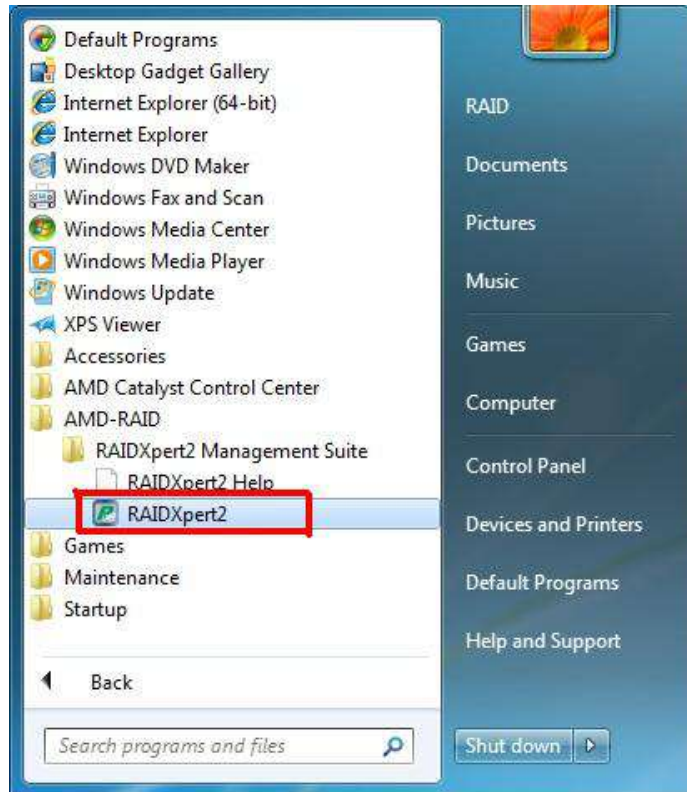 Default Programs
Desktop Gadget Gallery
Internet Explorer (64-bit)
Internet Explorer
Windows DVD Maker
Windows Fax and Scan
Windows Media Center
Windows Media Player
Windows Update
XPS Viewer
Accessories
AMD Catalyst Control Center
AMD-RAID
RAIDXpert2 Management Suite
RAIDXpert2 Help
RAIDXpert2
Games
Maintenance
Startup
Back
Search programs and files
RAID
Documents
Pictures
Music
Games
Computer
Control Panel
Devices and Printers
Default Programs
Help and Support
Shut down